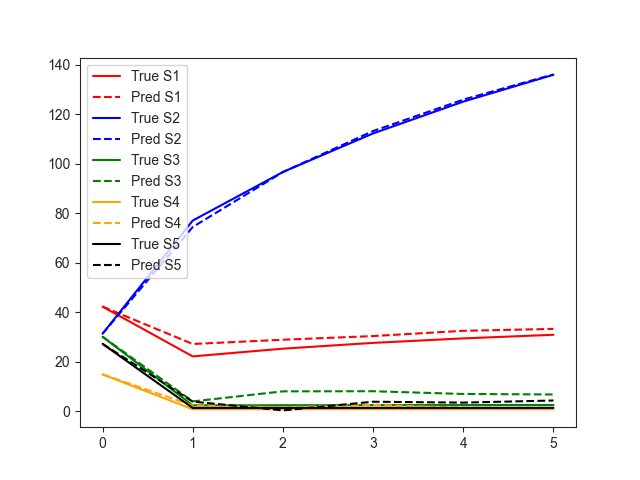 140
120
100
80
60
40
20
0
0 1 2 3 4 5
True S1
Pred S1
True S2
Pred S2
True S3
Pred S3
True S4
Pred S4
True S5
Pred S5